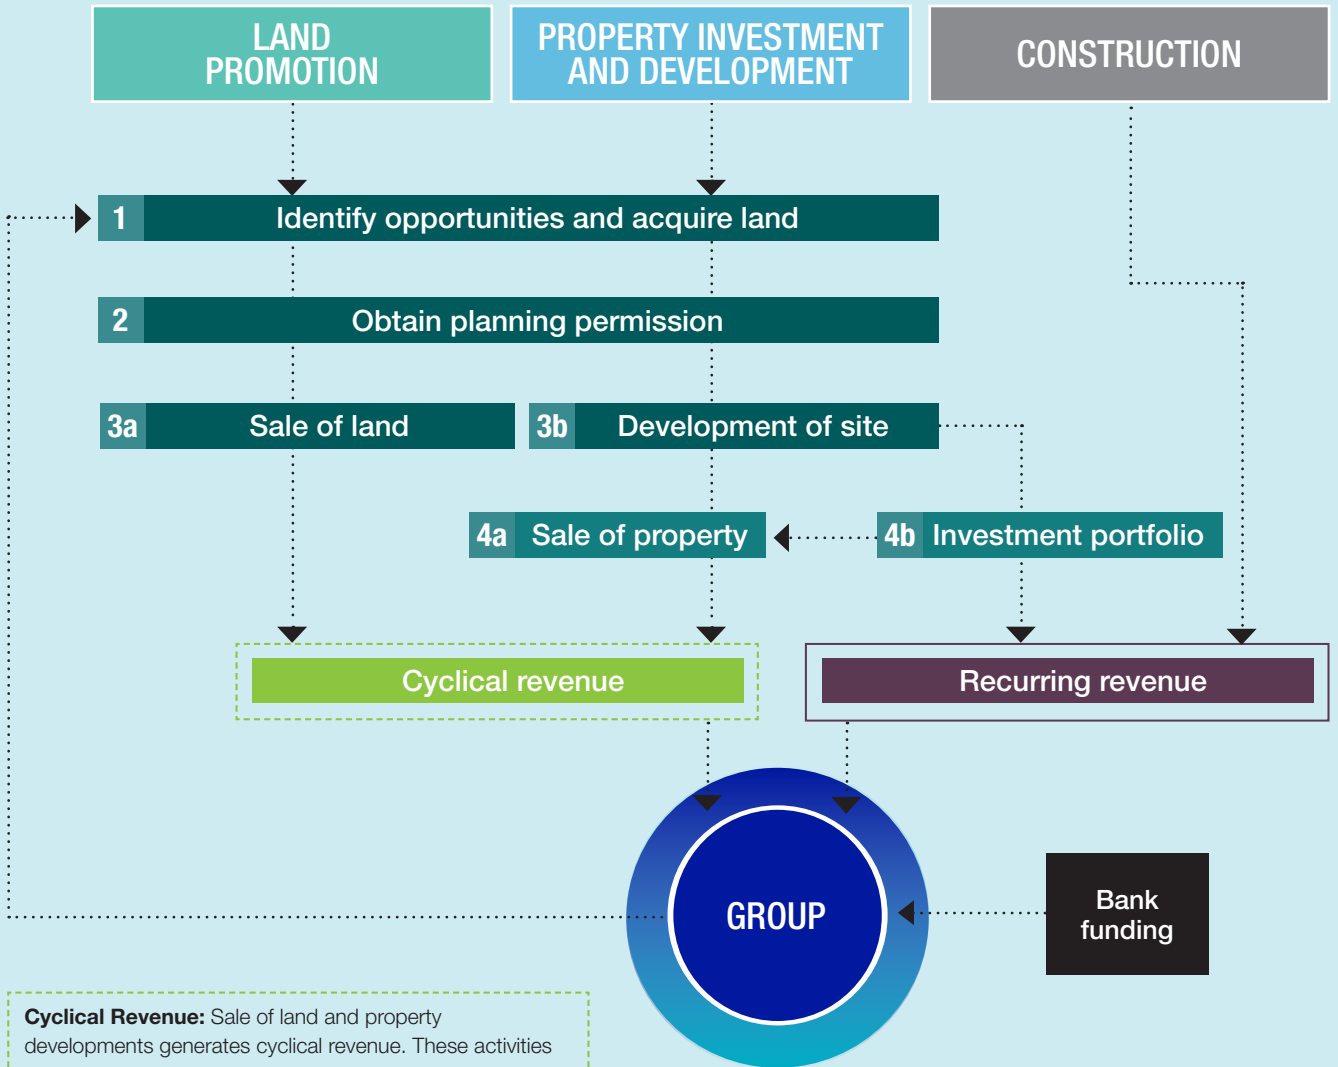 LAND
PROMOTION
PROPERTY INVESTMENT
AND DEVELOPMENT
CONSTRUCTION
1 Identify opportunities and acquire land
2 Obtain planning permission
3a Sale of land
3b Development of site
4a Sale of property
4b Investment portfolio
Cyclical revenue
Recurring revenue
GROUP
Bank
funding
Cyclical Revenue: Sale of land and property
developments generates cyclical revenue. These activities